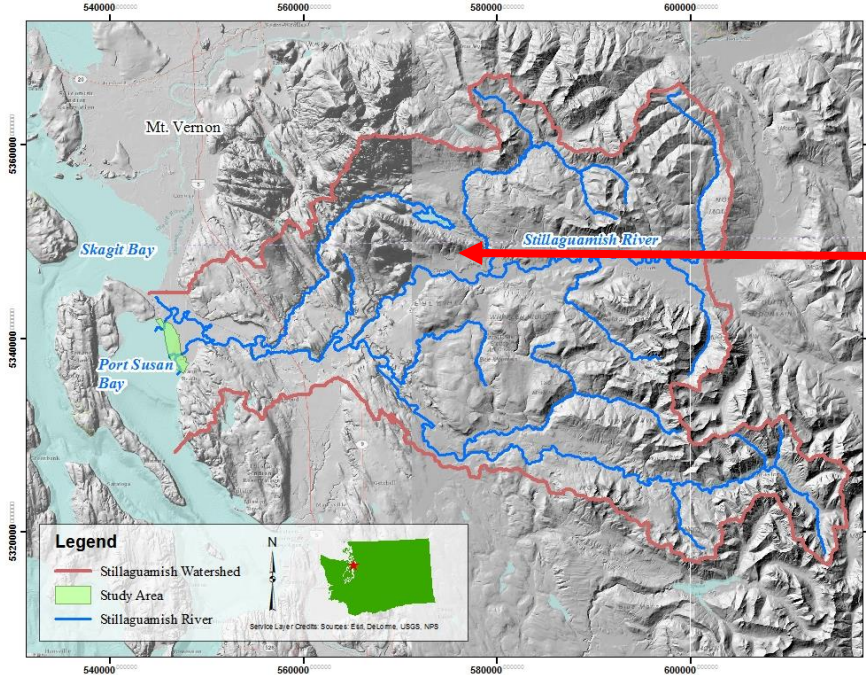 540000
560000
580000
600000
5360000
5340000
5320000
Mt. Vernon
Skagit Bay
Stillaguamish River
Port Susan
Bay
Legend
Stillaguamish Watershed
Study Area
Stillaguamish River
N
Service Layer Credits: Sources: Esri, DeLorme, USGS, NPS
540000
560000
580000
600000